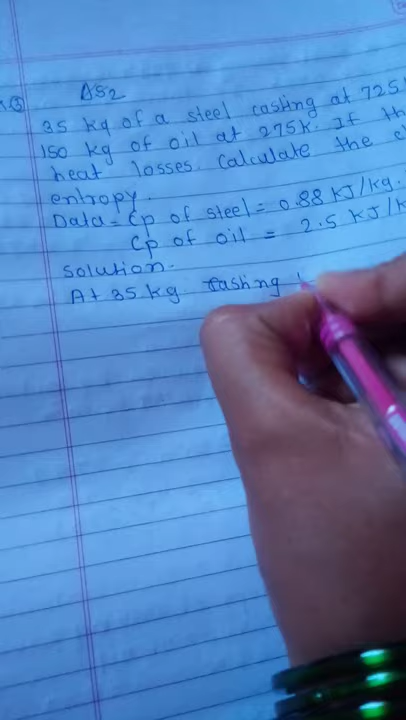 ΔS2
35 kg of a steel casting at 725
150 kg of oil at 275K. If the
heat losses. Calculate the
entropy.
Data = Cp of steel = 0.88 KJ/kg.
Cp of oil = 2.5 KJ/k
Solution.
At 35 kg casting